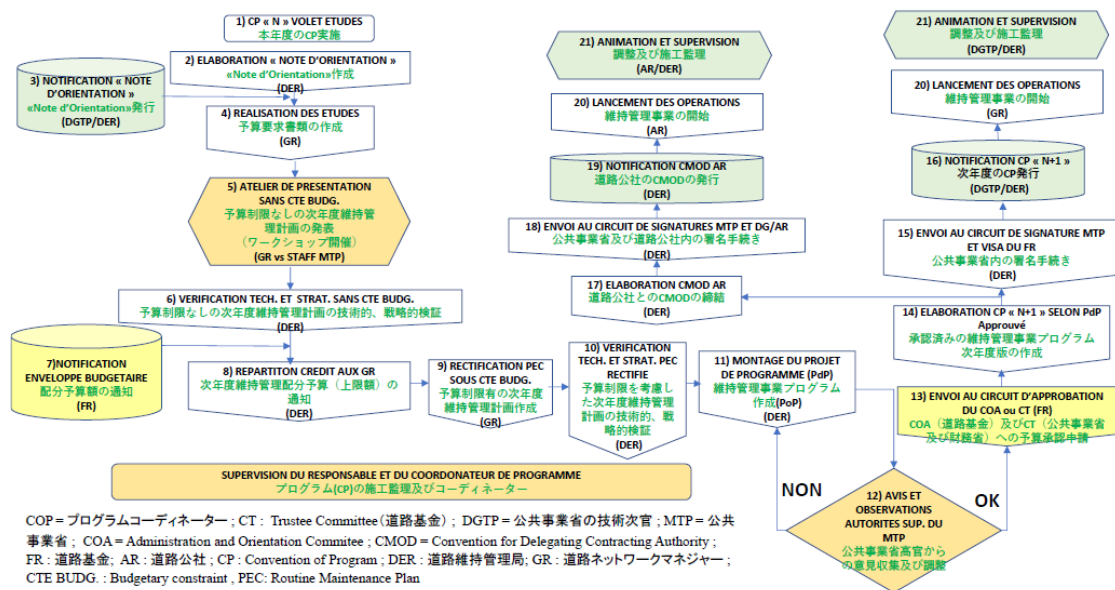 1) CP « N » VOLET ETUDES
本年度のCP実施
2) ELABORATION « NOTE D'ORIENTATION »
«Note d'Orientation»作成
(DER)
3) NOTIFICATION « NOTE
D'ORIENTATION »
«Note d'Orientation»発行
(DGTP/DER)
4) REALISATION DES ETUDES
予算要求書類の作成
(GR)
5) ATELIER DE PRESENTATION
SANS CTE BUDG.
予算制限なしの次年度維持管
理計画の発表
（ワークショップ開催）
(GR vs STAFF MTP)
6) VERIFICATION TECH. ET STRAT. SANS CTE BUDG.
予算制限なしの次年度維持管理計画の技術的、戦略的検証
(DER)
7)NOTIFICATION
ENVELOPPE BUDGETAIRE
配分予算額の通知
(FR)
8) REPARTITON CREDIT AUX GR
次年度維持管理配分予算（上限額）の
通知
(DER)
9) RECTIFICATION PEC
SOUS CTE BUDG.
予算制限有の次年度
維持管理計画作成
(GR)
10) VERIFICATION
TECH. ET STRAT. PEC
RECTIFIE
予算制限を考慮し
た次年度維持管理
計画の技術的、戦
略的検証
(DER)
11) MONTAGE DU PROJET
DE PROGRAMME (PdP)
維持管理事業プログラム
作成(PoP)
(DER)
12) AVIS ET
OBSERVATIONS
AUTORITES SUP. DU
MTP
公共事業省高官から
の意見収集及び調整
NON
OK
13) ENVOI AU CIRCUIT D'APPROBATION
DU COA ou CT (FR)
COA（道路基金）及びCT（公共事業省
及び財務省）への予算承認申請
14) ELABORATION CP « N+1 » SELON PdP
Approuvé
承認済みの維持管理事業プログラム
次年度版の作成
(DER)
15) ENVOI AU CIRCUIT DE SIGNATURE MTP
ET VISA DU FR
公共事業省内の署名手続き
(DER)
16) NOTIFICATION CP « N+1 »
次年度のCP発行
(DGTP/DER)
20) LANCEMENT DES OPERATIONS
維持管理事業の開始
(GR)
21) ANIMATION ET SUPERVISION
調整及び施工監理
(DGTP/DER)
17) ELABORATION CMOD AR
道路公社とのCMODの締結
(DER)
18) ENVOI AU CIRCUIT DE SIGNATURES MTP ET DG/AR
公共事業省及び道路公社内の署名手続き
(DER)
19) NOTIFICATION CMOD AR
道路公社のCMODの発行
(DER)
20) LANCEMENT DES OPERATIONS
維持管理事業の開始
(AR)
21) ANIMATION ET SUPERVISION
調整及び施工監理
(AR/DER)
SUPERVISION DU RESPONSABLE ET DU COORDONATEUR DE PROGRAMME
プログラム(CP)の施工監理及びコーディネーター
COP = プログラムコーディネーター ; CT : Trustee Committee（道路基金） ; DGTP = 公共事業省の技術次官 ; MTP = 公共
事業省 ; COA = Administration and Orientation Commitee ; CMOD = Convention for Delegating Contracting Authority ;
FR : 道路基金; AR : 道路公社 ; CP : Convention of Program ; DER : 道路維持管理局; GR : 道路ネットワークマネジャー ;
CTE BUDG. : Budgetary constraint , PEC: Routine Maintenance Plan